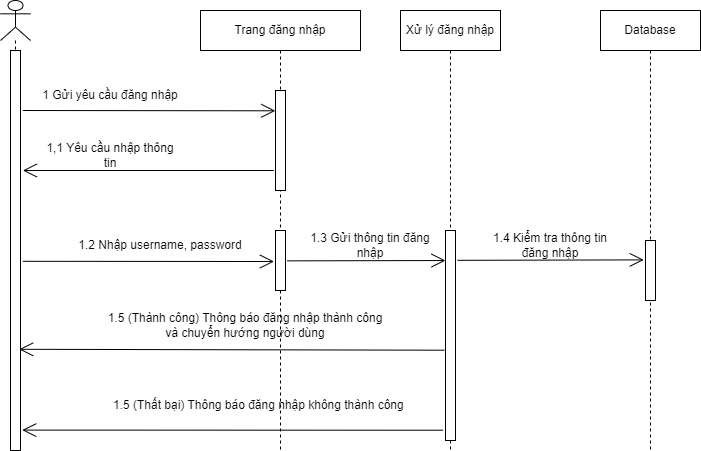 Trang đăng nhập
Xử lý đăng nhập
Database
1 Gửi yêu cầu đăng nhập
1,1 Yêu cầu nhập thông
tin
1.2 Nhập username, password
1.3 Gửi thông tin đăng
nhập
1.4 Kiểm tra thông tin
đăng nhập
1.5 (Thành công) Thông báo đăng nhập thành công
và chuyển hướng người dùng
1.5 (Thất bại) Thông báo đăng nhập không thành công